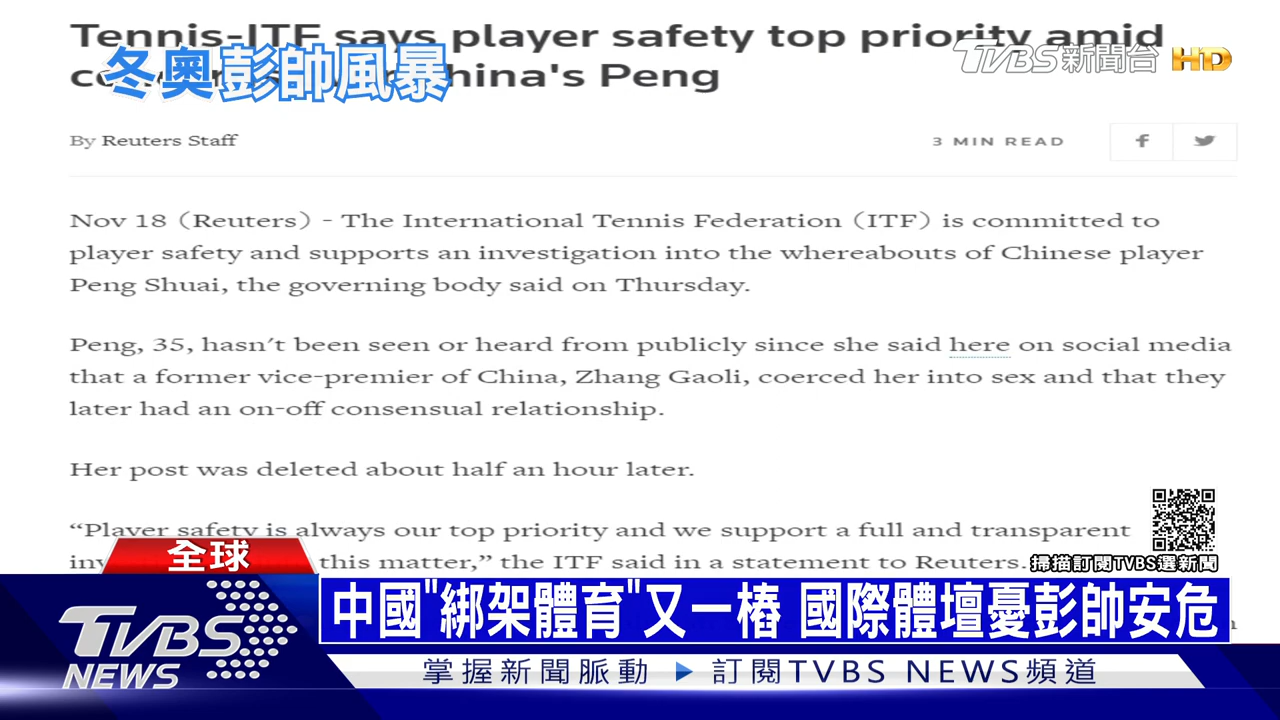 Tennis-ITF says player safety top priority amid
China's Peng
冬奧彭帥風暴
TVBS新聞台 HD
By Reuters Staff
3 MIN READ
Nov 18 (Reuters) - The International Tennis Federation (ITF) is committed to
player safety and supports an investigation into the whereabouts of Chinese player
Peng Shuai, the governing body said on Thursday.
Peng, 35, hasn't been seen or heard from publicly since she said here on social media
that a former vice-premier of China, Zhang Gaoli, coerced her into sex and that they
later had an on-off consensual relationship.
Her post was deleted about half an hour later.
“Player safety is always our top priority and we support a full and transparent
this matter,” the ITF said in a statement to Reuters.
掃描訂閱TVBS選新聞
全球
中國"綁架體育"又一樁 國際體壇憂彭帥安危
TVBS
NEWS
掌握新聞脈動 ▶ 訂閱TVBS NEWS頻道